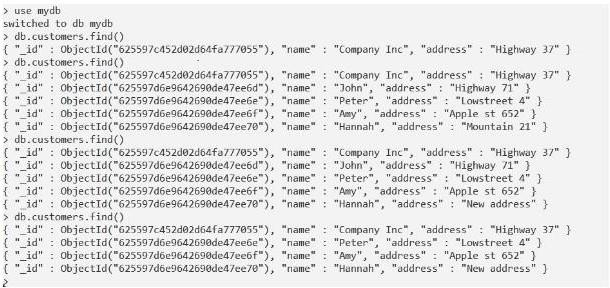 > use mydb
switched to db mydb
> db.customers.find()
{ "_id" : ObjectId("625597c452d02d64fa777055"), "name" : "Company Inc", "address" : "Highway 37" }
> db.customers.find()
{ "_id" : ObjectId("625597c452d02d64fa777055"), "name" : "Company Inc", "address" : "Highway 37" }
{ "_id" : ObjectId("625597d6e9642690de47ee6d"), "name" : "John", "address" : "Highway 71" }
{ "_id" : ObjectId("625597d6e9642690de47ee6e"), "name" : "Peter", "address" : "Lowstreet 4" }
{ "_id" : ObjectId("625597d6e9642690de47ee6f"), "name" : "Amy", "address" : "Apple st 652" }
{ "_id" : ObjectId("625597d6e9642690de47ee70"), "name" : "Hannah", "address" : "Mountain 21" }
> db.customers.find()
{ "_id" : ObjectId("625597c452d02d64fa777055"), "name" : "Company Inc", "address" : "Highway 37" }
{ "_id" : ObjectId("625597d6e9642690de47ee6d"), "name" : "John", "address" : "Highway 71" }
{ "_id" : ObjectId("625597d6e9642690de47ee6e"), "name" : "Peter", "address" : "Lowstreet 4" }
{ "_id" : ObjectId("625597d6e9642690de47ee6f"), "name" : "Amy", "address" : "Apple st 652" }
{ "_id" : ObjectId("625597d6e9642690de47ee70"), "name" : "Hannah", "address" : "New address" }
> db.customers.find()
{ "_id" : ObjectId("625597c452d02d64fa777055"), "name" : "Company Inc", "address" : "Highway 37" }
{ "_id" : ObjectId("625597d6e9642690de47ee6e"), "name" : "Peter", "address" : "Lowstreet 4" }
{ "_id" : ObjectId("625597d6e9642690de47ee6f"), "name" : "Amy", "address" : "Apple st 652" }
{ "_id" : ObjectId("625597d6e9642690de47ee70"), "name" : "Hannah", "address" : "New address" }
>